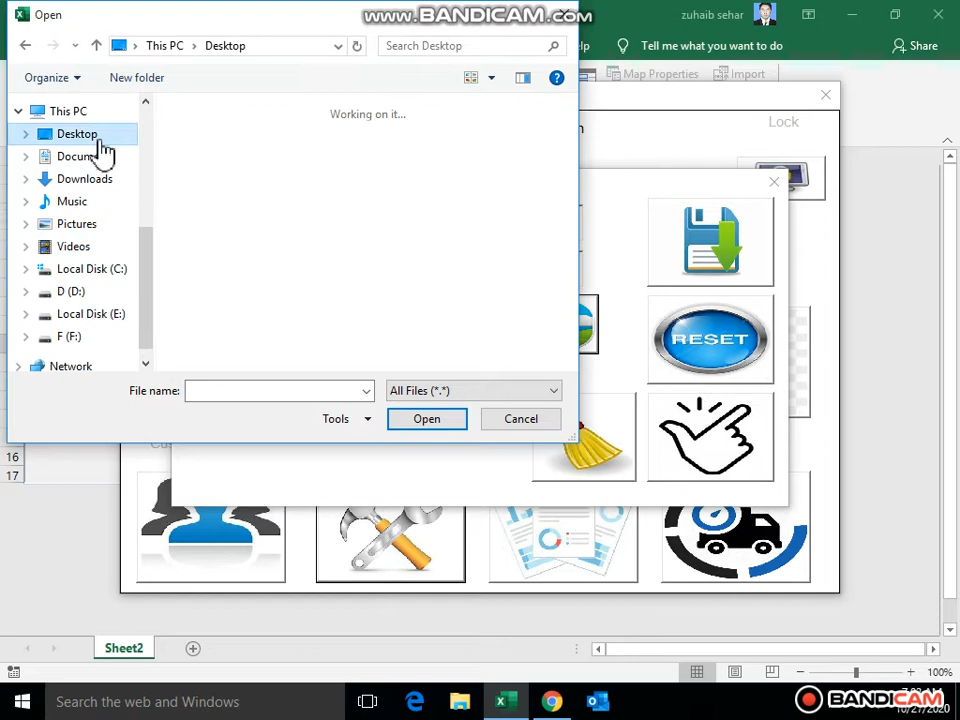 Open
www.BANDICAM.com
zuhaib sehar
This PC
Desktop
Search Desktop
Tell me what you want to do
Share
Organize
New folder
Map Properties
Import
This PC
Working on it...
Lock
Desktop
Downloads
Music
Pictures
Videos
Local Disk (C:)
D (D:)
Local Disk (E:)
F (F:)
RESET
Network
File name:
All Files (*.*)
Tools
Open
Cancel
16
17
Sheet2
100%
Search the web and Windows
BANDICAM
10/27/2020